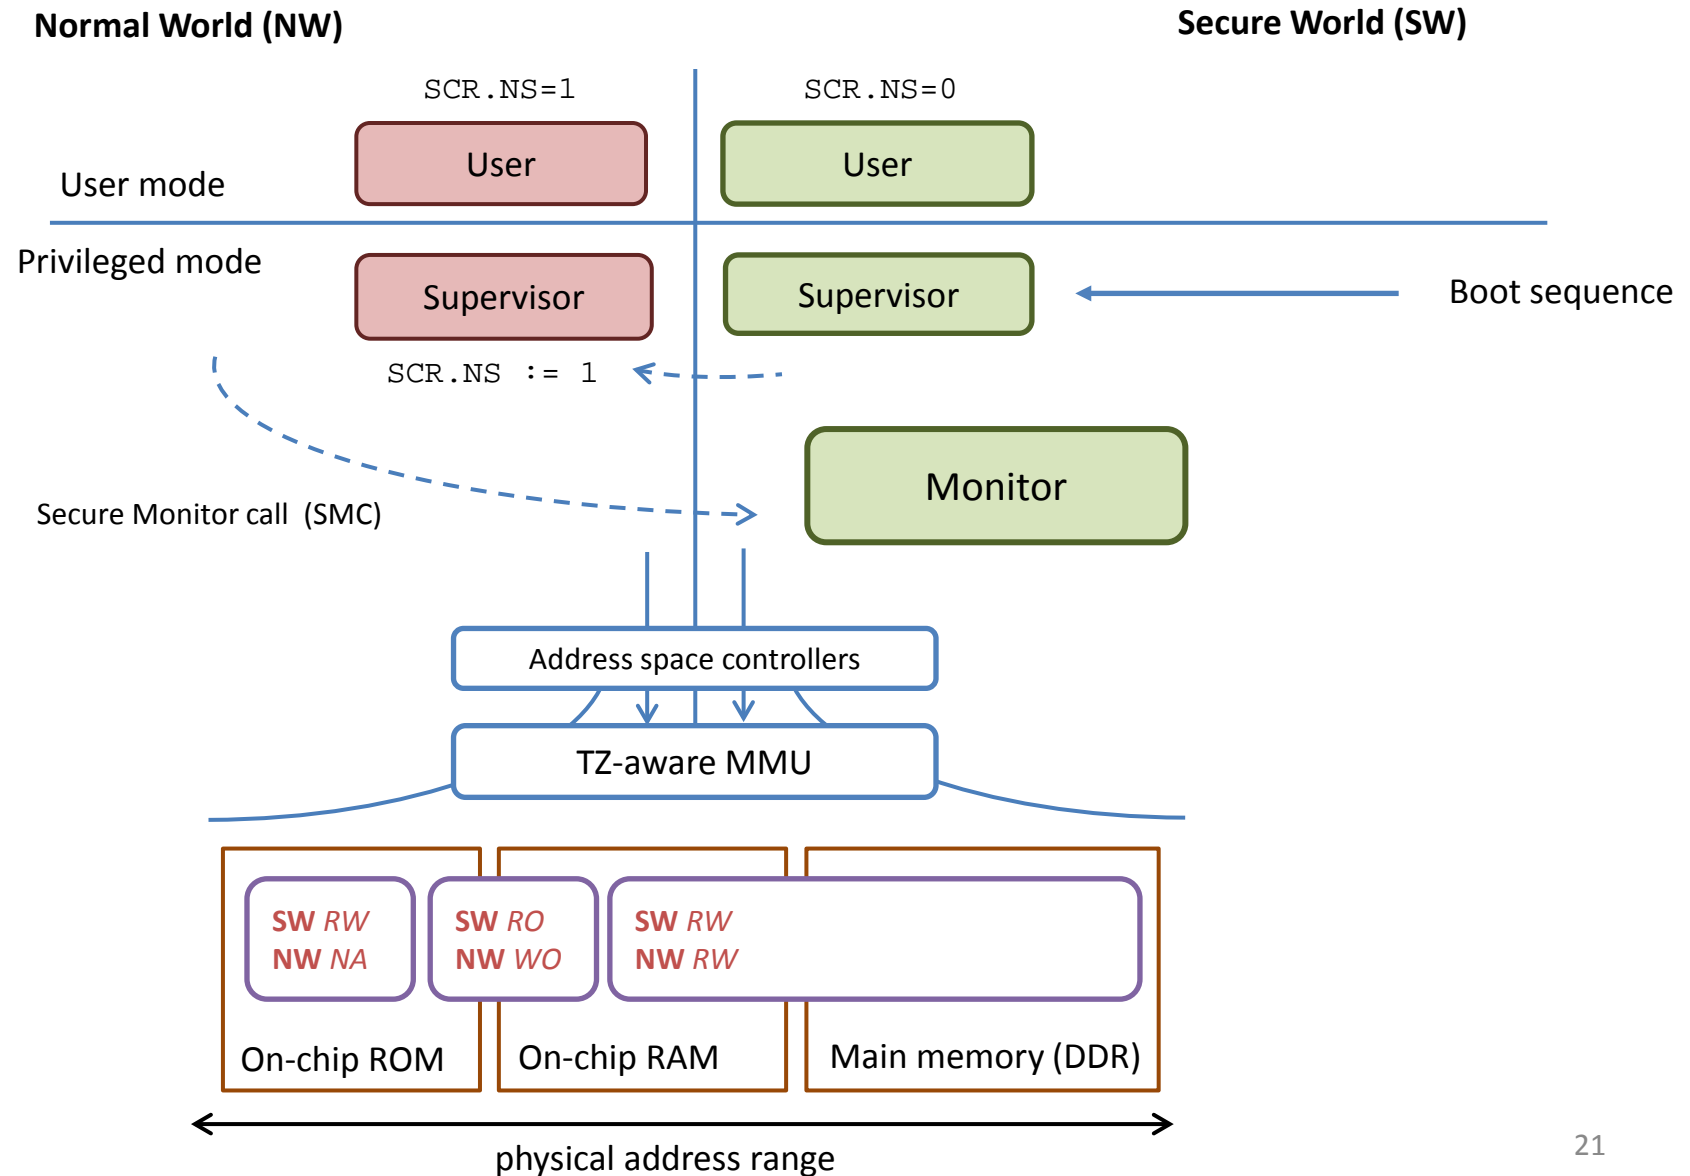 Normal World (NW)
Secure World (SW)
SCR.NS=1
SCR.NS=0
User
User
User mode
Privileged mode
Supervisor
Supervisor
Boot sequence
SCR.NS := 1
Monitor
Secure Monitor call (SMC)
Address space controllers
TZ-aware MMU
SW RW
NW NA
SW RO
NW WO
SW RW
NW RW
On-chip ROM
On-chip RAM
Main memory (DDR)
physical address range
21